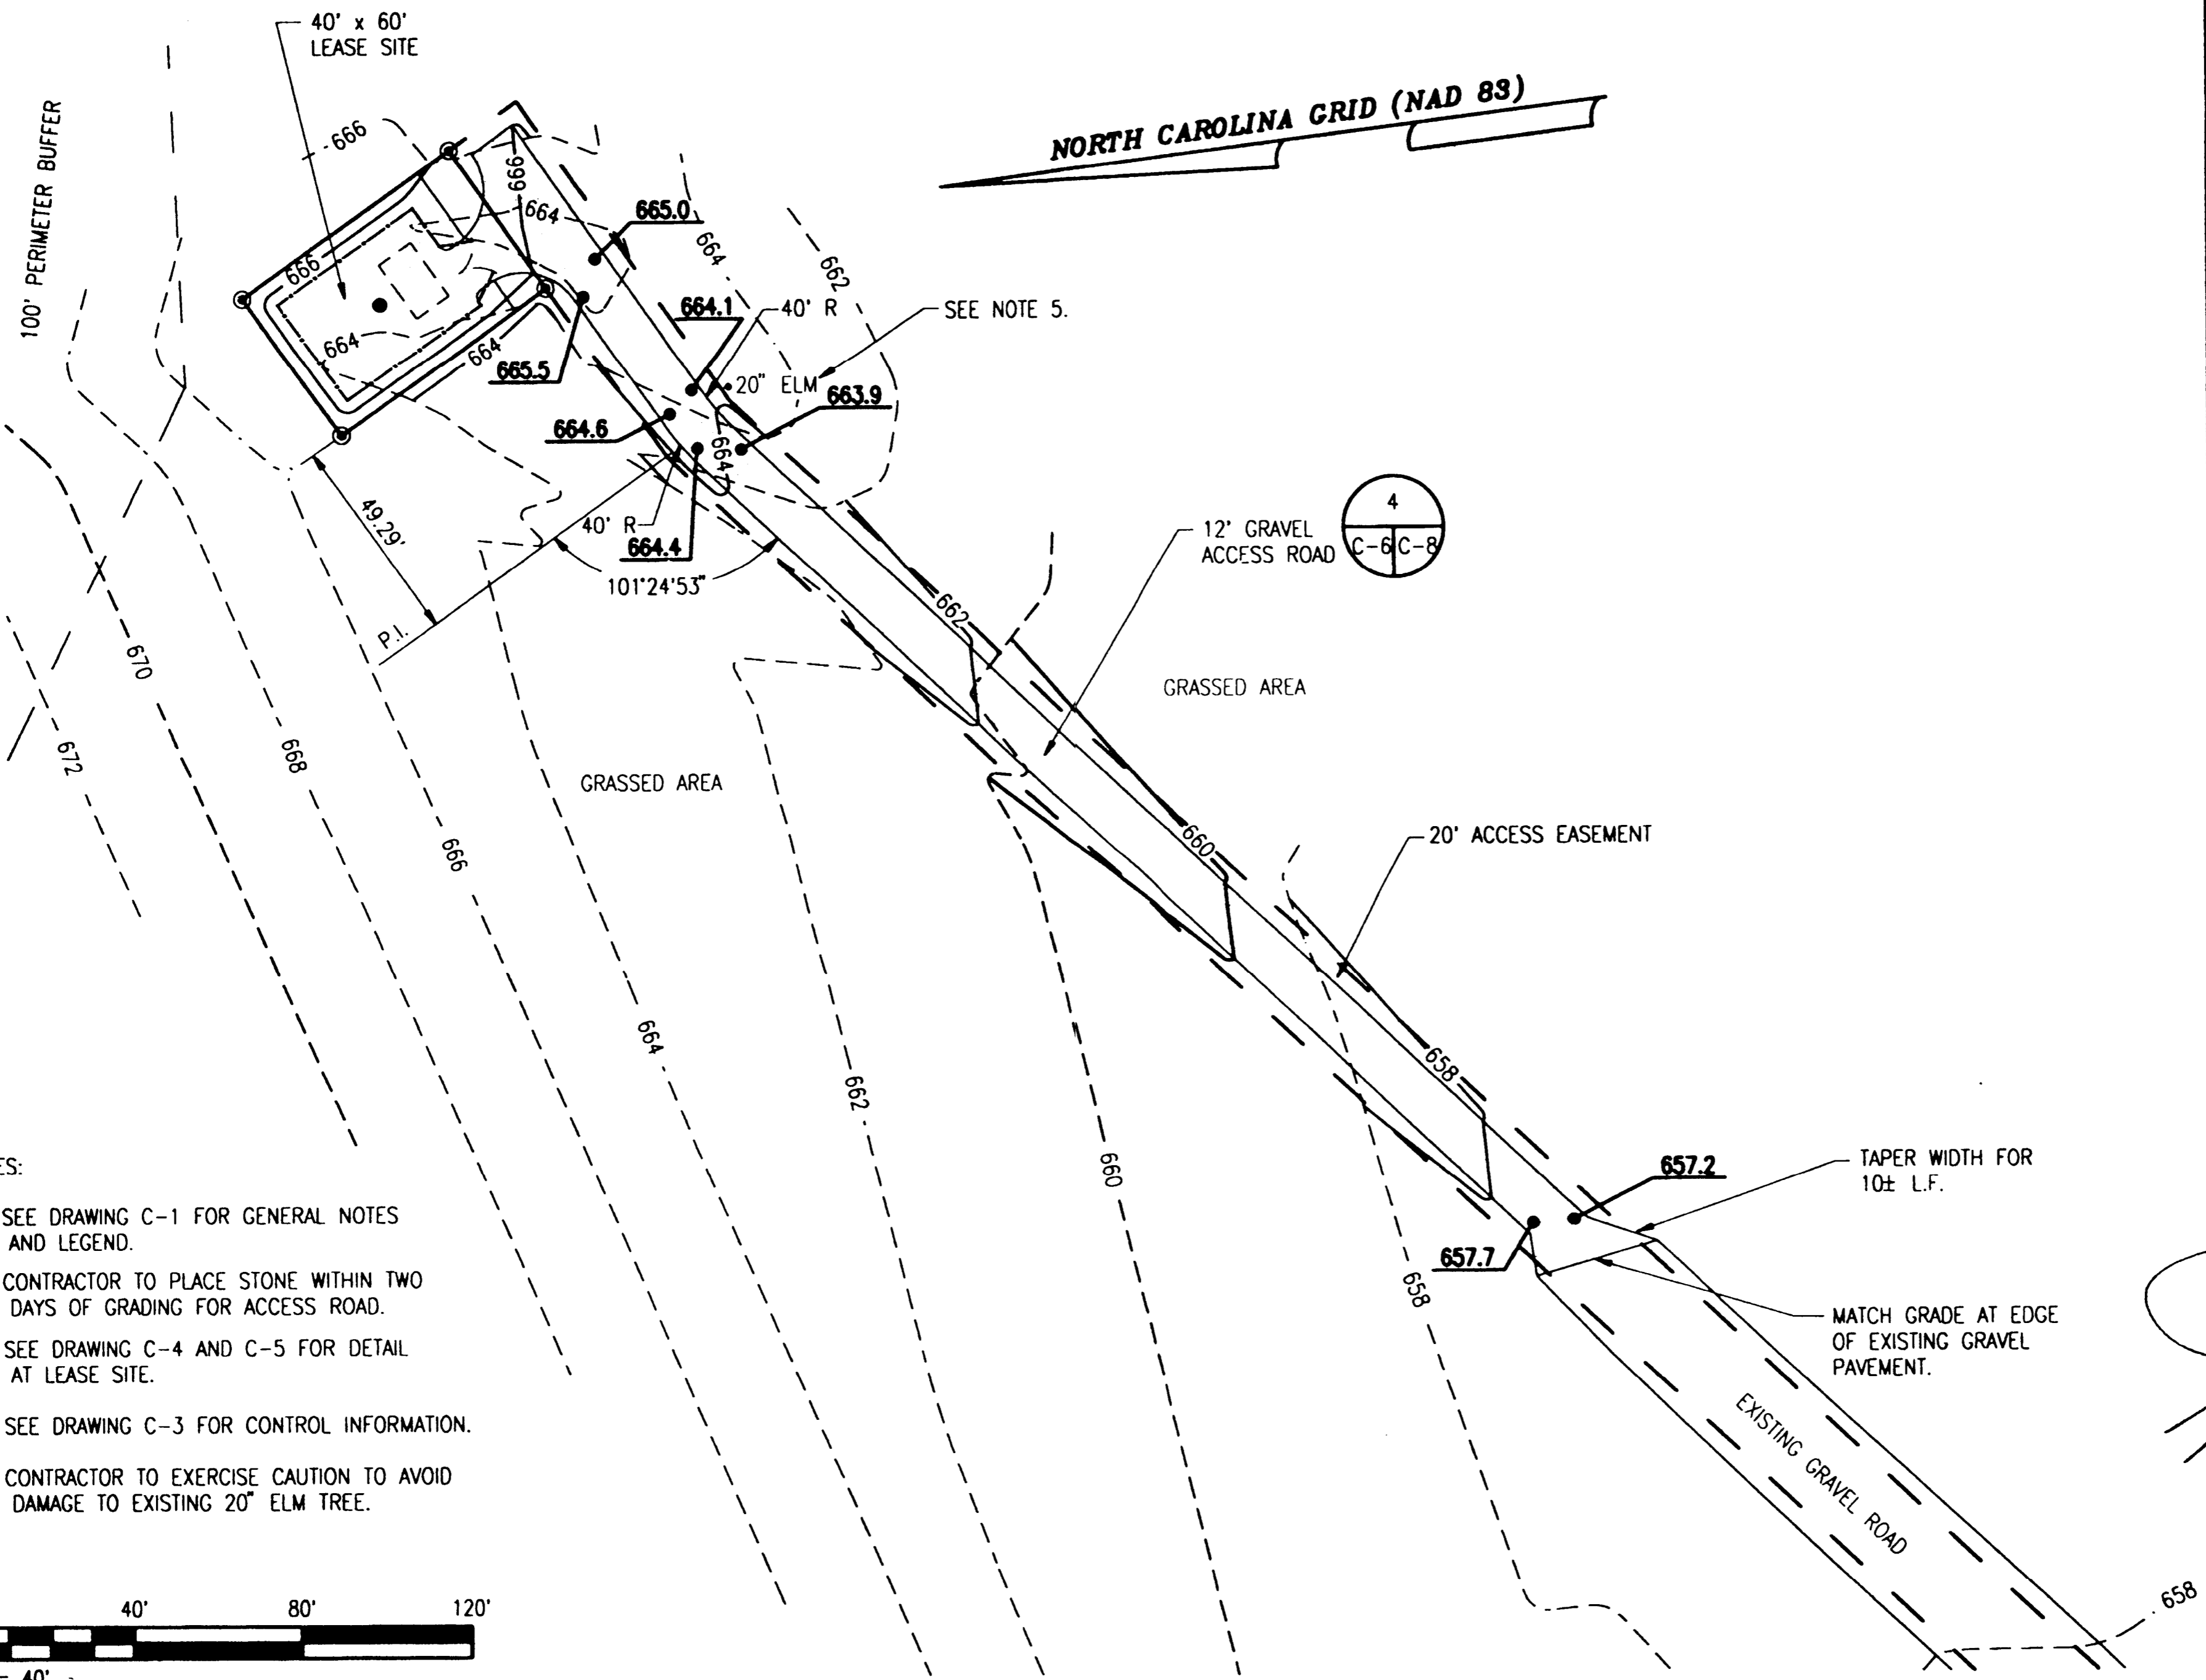 40' x 60'
LEASE SITE
100' PERIMETER BUFFER
NORTH CAROLINA GRID (NAD 83)
666
666
664
665.0
664
662
666
664
664
664.1
40' R
SEE NOTE 5.
665.5
20" ELM
663.9
664.6
664
49.29'
40' R
664.4
101°24'53"
P.I.
12' GRAVEL
ACCESS ROAD
4
C-6
C-8
662
GRASSED AREA
GRASSED AREA
670
672
668
666
664
662
660
660
20' ACCESS EASEMENT
658
657.2
657.7
TAPER WIDTH FOR
10± L.F.
658
MATCH GRADE AT EDGE
OF EXISTING GRAVEL
PAVEMENT.
EXISTING GRAVEL ROAD
658
ES:
SEE DRAWING C-1 FOR GENERAL NOTES
AND LEGEND.
CONTRACTOR TO PLACE STONE WITHIN TWO
DAYS OF GRADING FOR ACCESS ROAD.
SEE DRAWING C-4 AND C-5 FOR DETAIL
AT LEASE SITE.
SEE DRAWING C-3 FOR CONTROL INFORMATION.
CONTRACTOR TO EXERCISE CAUTION TO AVOID
DAMAGE TO EXISTING 20" ELM TREE.
40' 80' 120'
= 40'